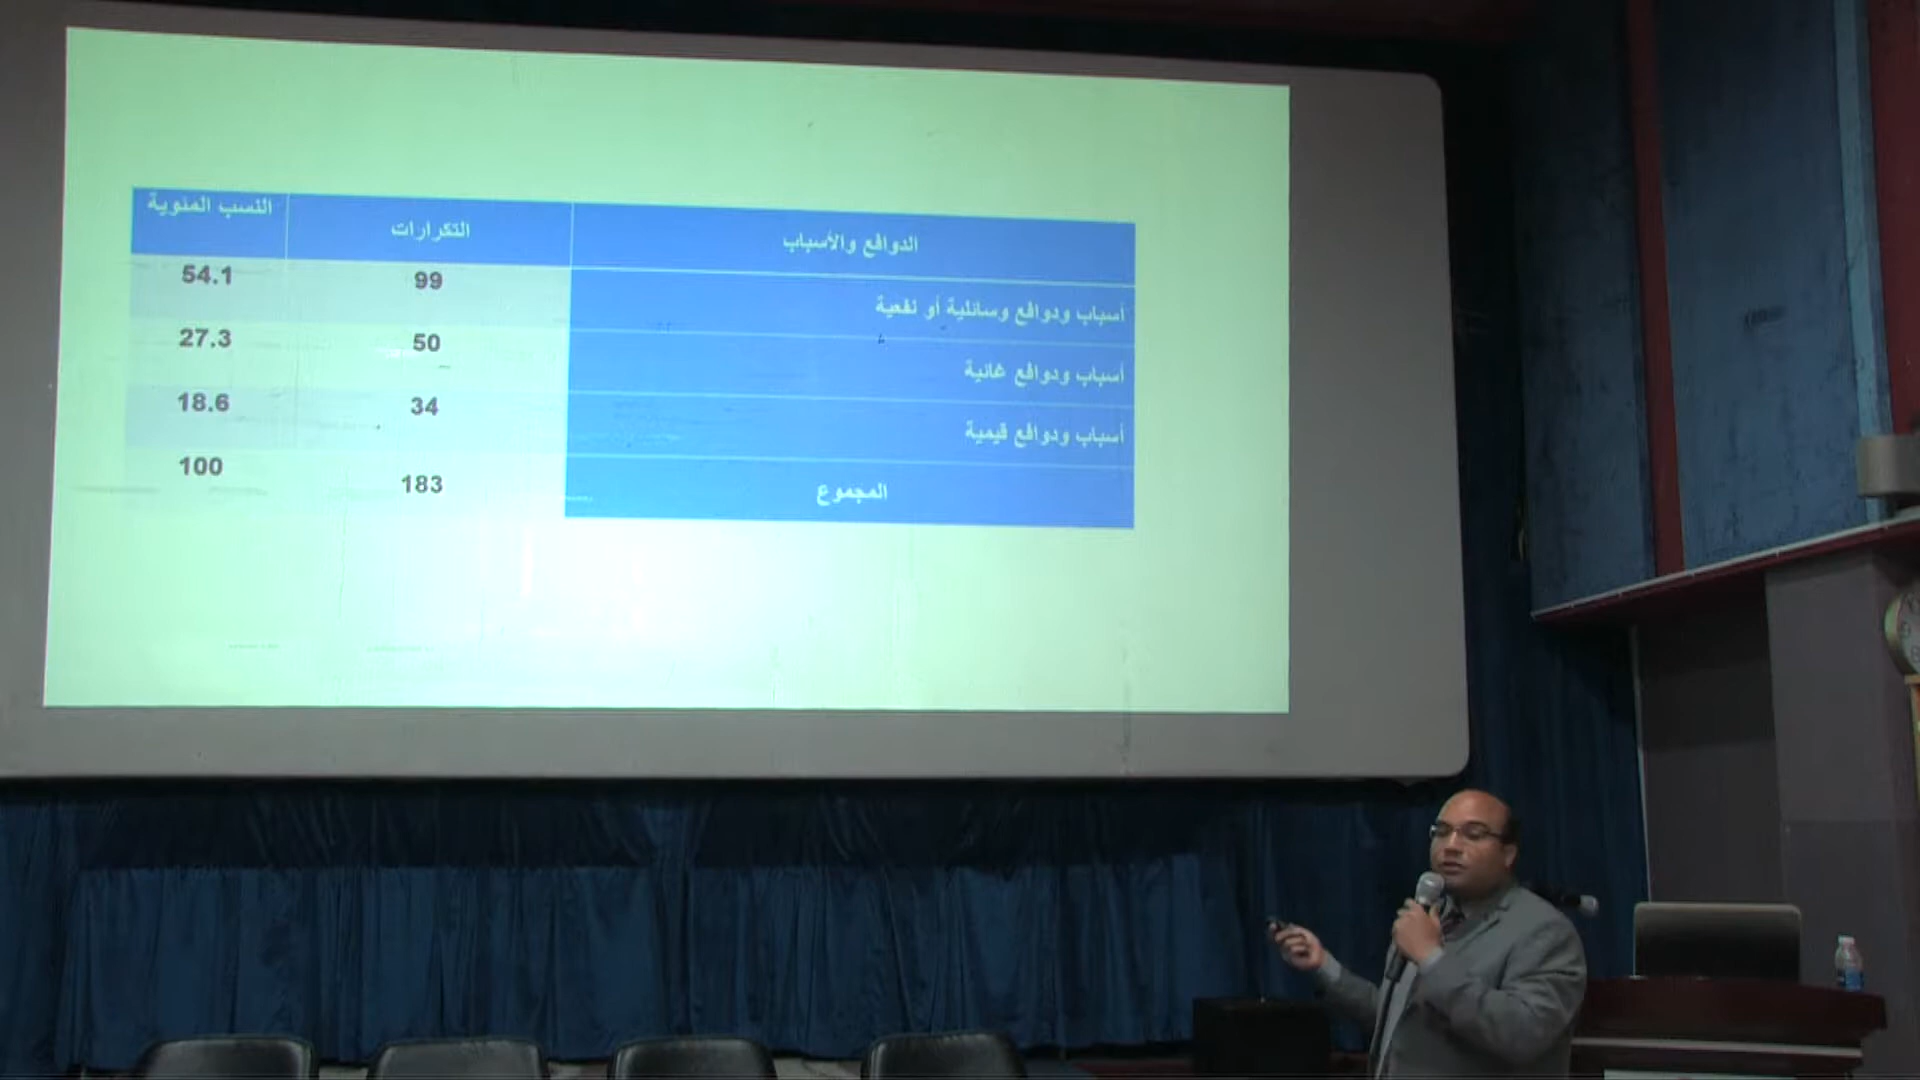 الدوافع والأسباب التكرارات النسب المئوية
أسباب ودوافع وسائلية أو نفعية 99 54.1
أسباب ودوافع غائية 50 27.3
أسباب ودوافع قيمية 34 18.6
المجموع 183 100